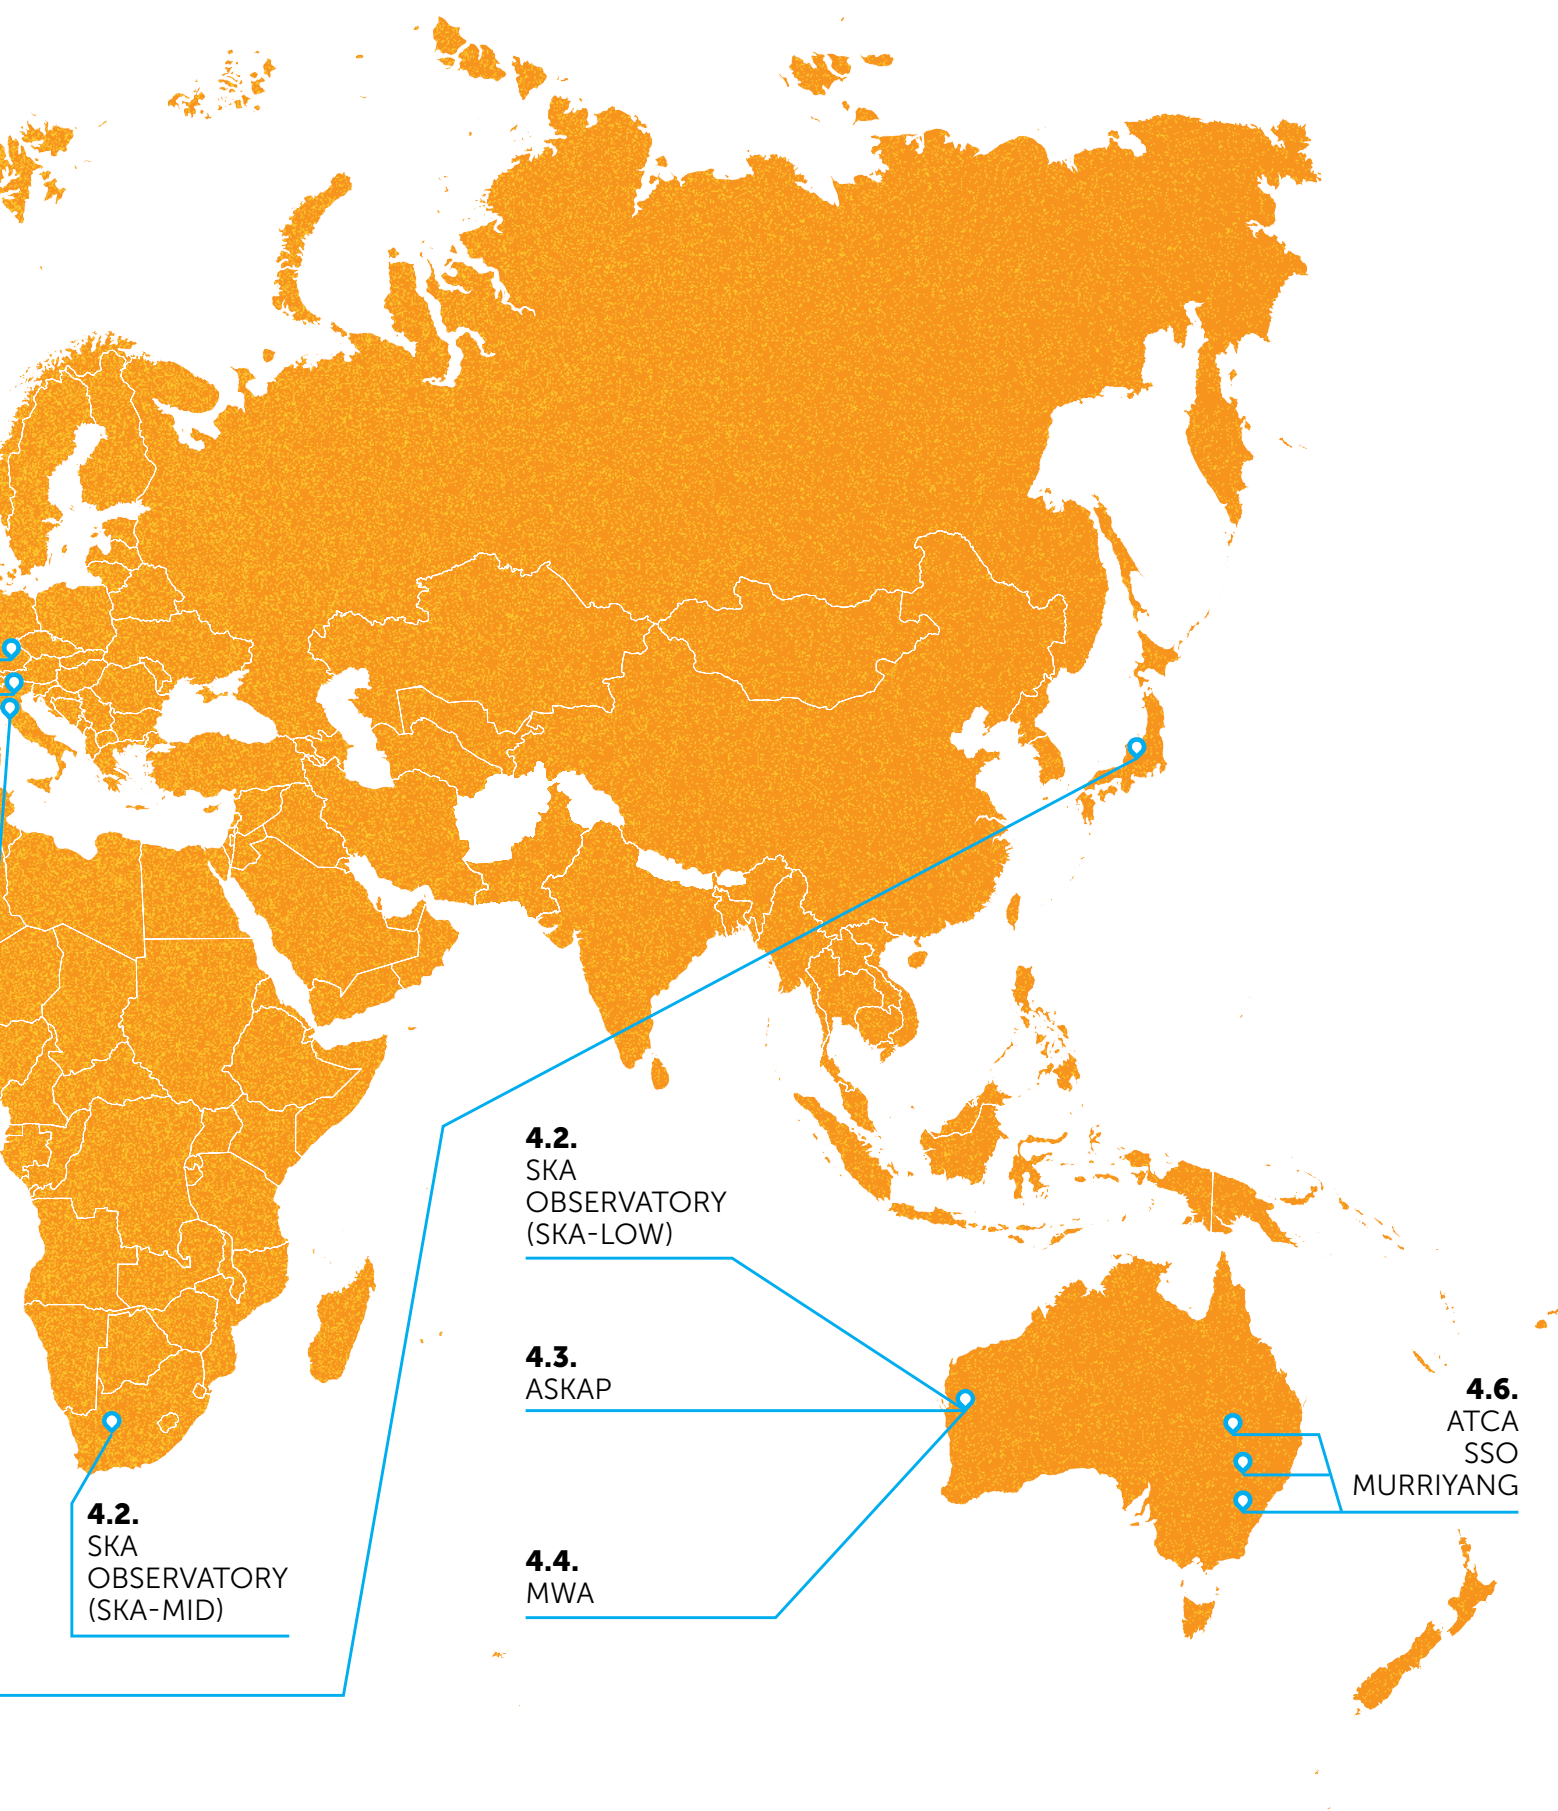 4.2.
SKA
OBSERVATORY
(SKA-LOW)
4.3.
ASKAP
4.6.
ATCA
SSO
MURRIYANG
4.2.
SKA
OBSERVATORY
(SKA-MID)
4.4.
MWA